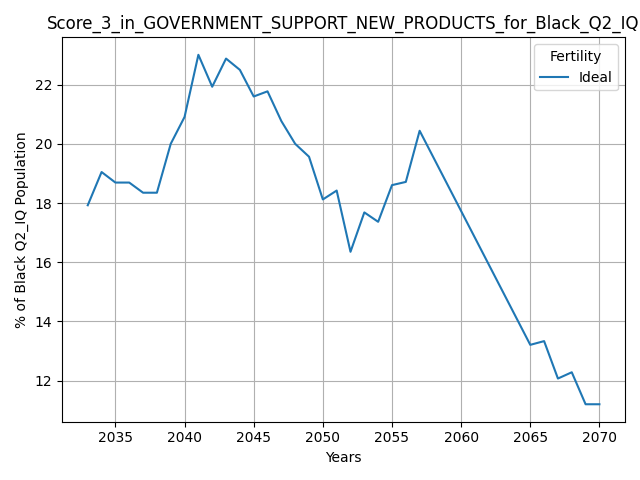 Score_3_in_GOVERNMENT_SUPPORT_NEW_PRODUCTS_for_Black_Q2_IQ
Fertility
Ideal
% of Black Q2_IQ Population
22
20
18
16
14
12
2035
2040
2045
2050
2055
2060
2065
2070
Years